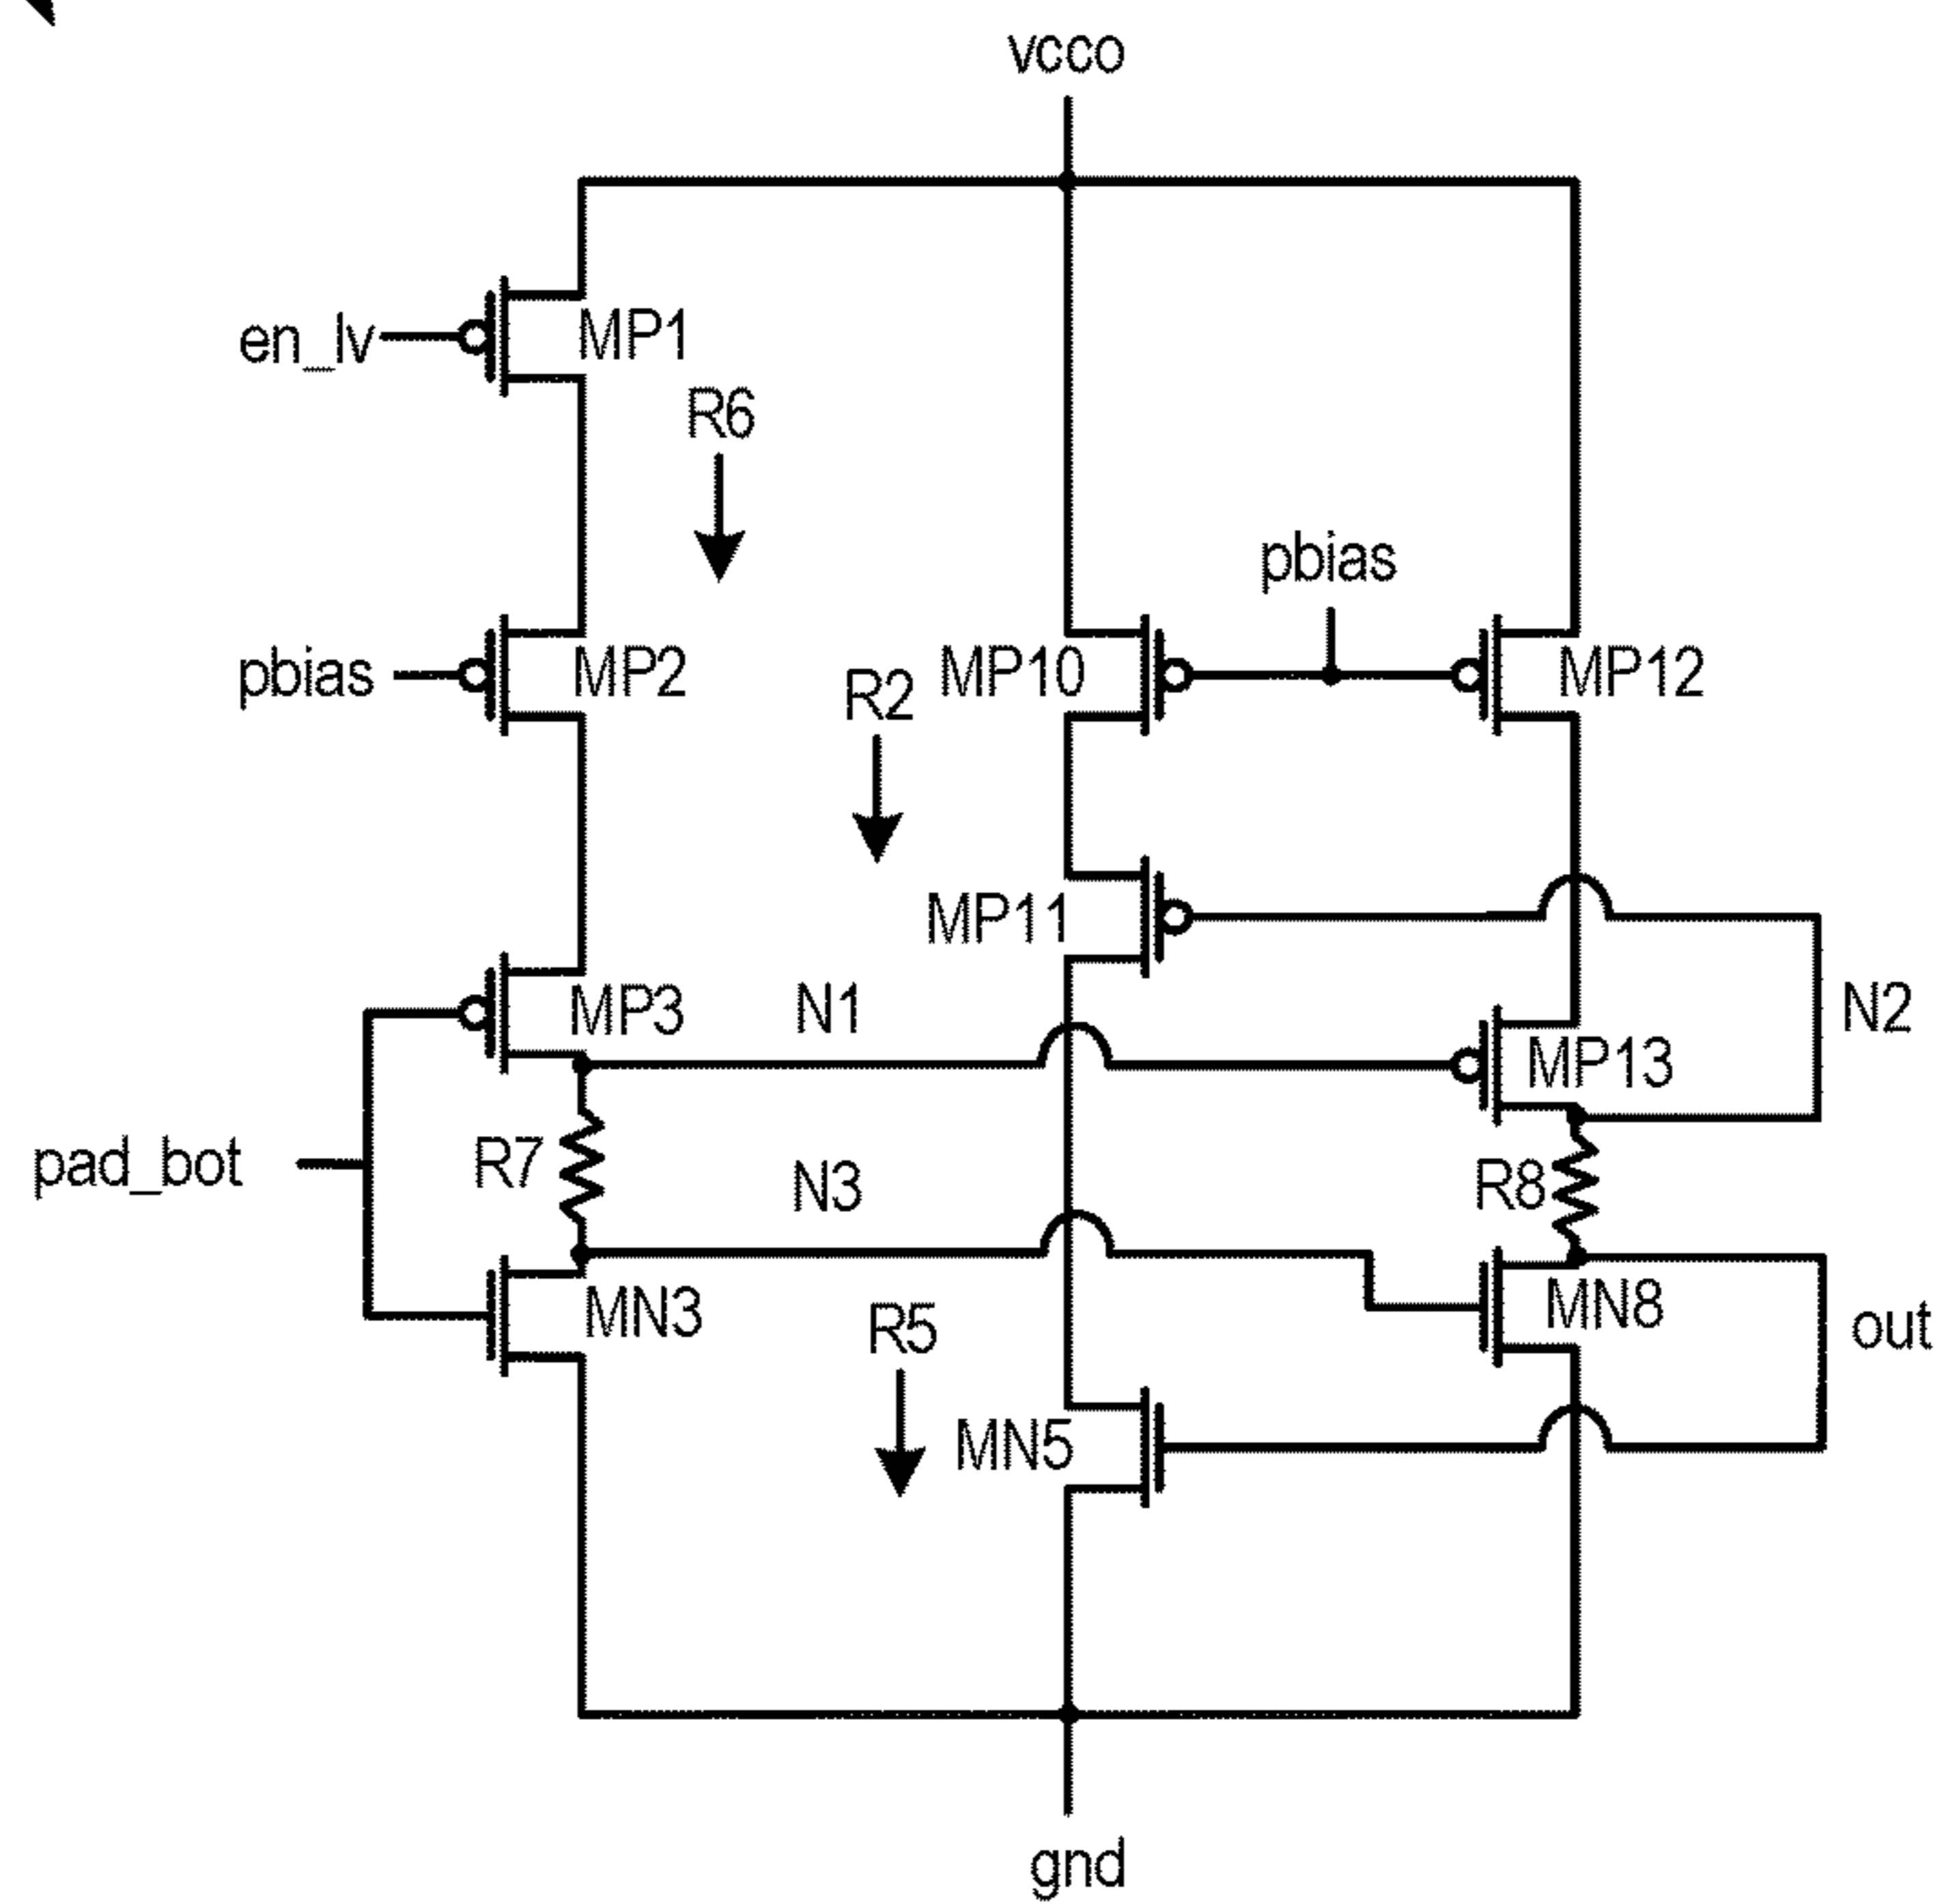 vcco
en_lv
MP1
R6
pbias
pbias
MP2
R2
MP10
MP12
MP11
MP3
N1
N2
MP13
pad_bot
R7
N3
R8
MN3
R5
MN8
out
MN5
gnd